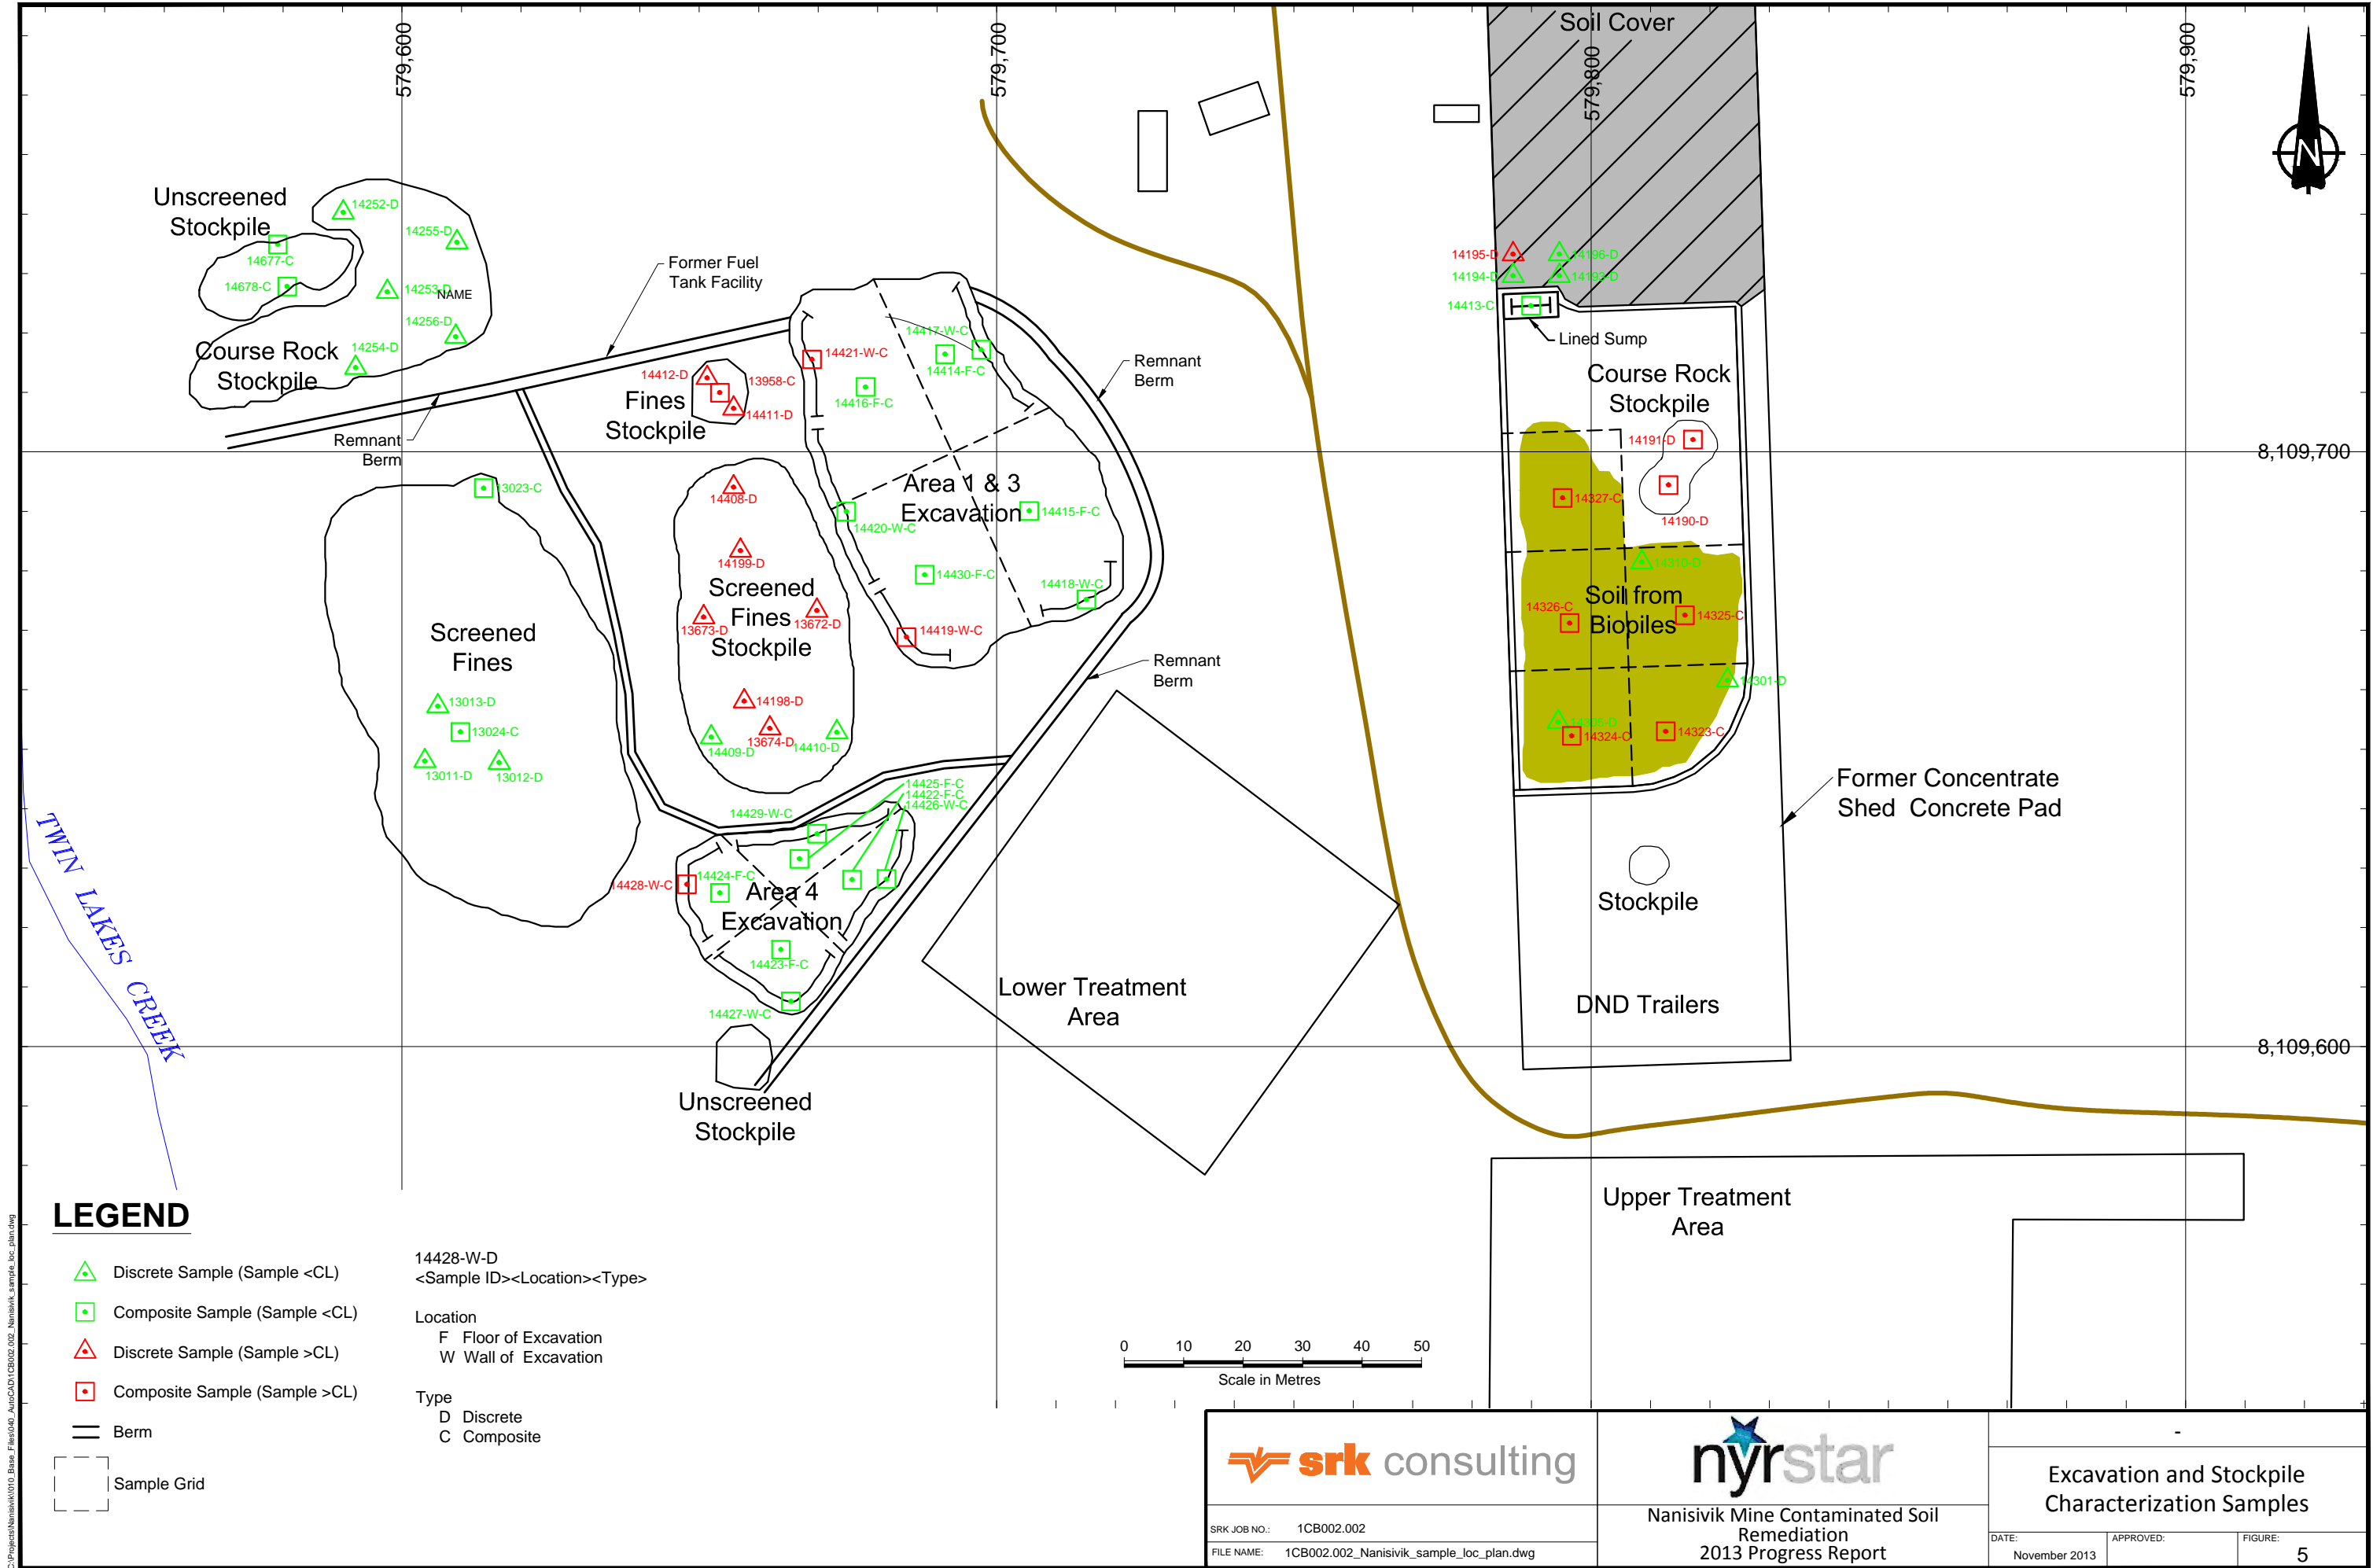 579,600
579,700
Soil Cover
579,800
579,900
Unscreened
Stockpile
14252-D
14255-D
14677-C
14678-C
14253-D
NAME
14256-D
14254-D
Course Rock
Stockpile
Former Fuel
Tank Facility
Remnant
Berm
14412-D
13958-C
14411-D
Fines
Stockpile
14421-W-C
14417-W-C
14414-F-C
14416-F-C
Remnant
Berm
14195-D
14196-D
14194-D
14193-D
14413-C
Lined Sump
Course Rock
Stockpile
14191-D
14190-D
8,109,700
13023-C
14408-D
Area 1 & 3
Excavation
14420-W-C
14415-F-C
14327-C
14199-D
14430-F-C
14418-W-C
14310-D
Screened
Fines
Stockpile
13673-D
13672-D
14419-W-C
Soil from
Biopiles
14326-C
14325-C
Screened
Fines
Remnant
Berm
14301-D
13013-D
13024-C
13011-D
13012-D
14198-D
13674-D
14409-D
14410-D
14305-D
14324-C
14323-C
14425-F-C
14422-F-C
14426-W-C
14429-W-C
Former Concentrate
Shed Concrete Pad
TWIN LAKES CREEK
14428-W-C
14424-F-C
Area 4
Excavation
14423-F-C
14427-W-C
Stockpile
Lower Treatment
Area
DND Trailers
8,109,600
Unscreened
Stockpile
Upper Treatment
Area
LEGEND
Discrete Sample (Sample <CL)
Composite Sample (Sample <CL)
Discrete Sample (Sample >CL)
Composite Sample (Sample >CL)
Berm
Sample Grid
14428-W-D
<Sample ID><Location><Type>
Location
F Floor of Excavation
W Wall of Excavation
Type
D Discrete
C Composite
0 10 20 30 40 50
Scale in Metres
srk consulting
SRK JOB NO.: 1CB002.002
FILE NAME: 1CB002.002_Nanisivik_sample_loc_plan.dwg
nyrstar
Nanisivik Mine Contaminated Soil
Remediation
2013 Progress Report
-
Excavation and Stockpile
Characterization Samples
DATE: November 2013
APPROVED:
FIGURE: 5
C:\Projects\Nanisivik\010_Base_Files\040_AutoCAD\1CB002.002_Nanisivik_sample_loc_plan.dwg
N